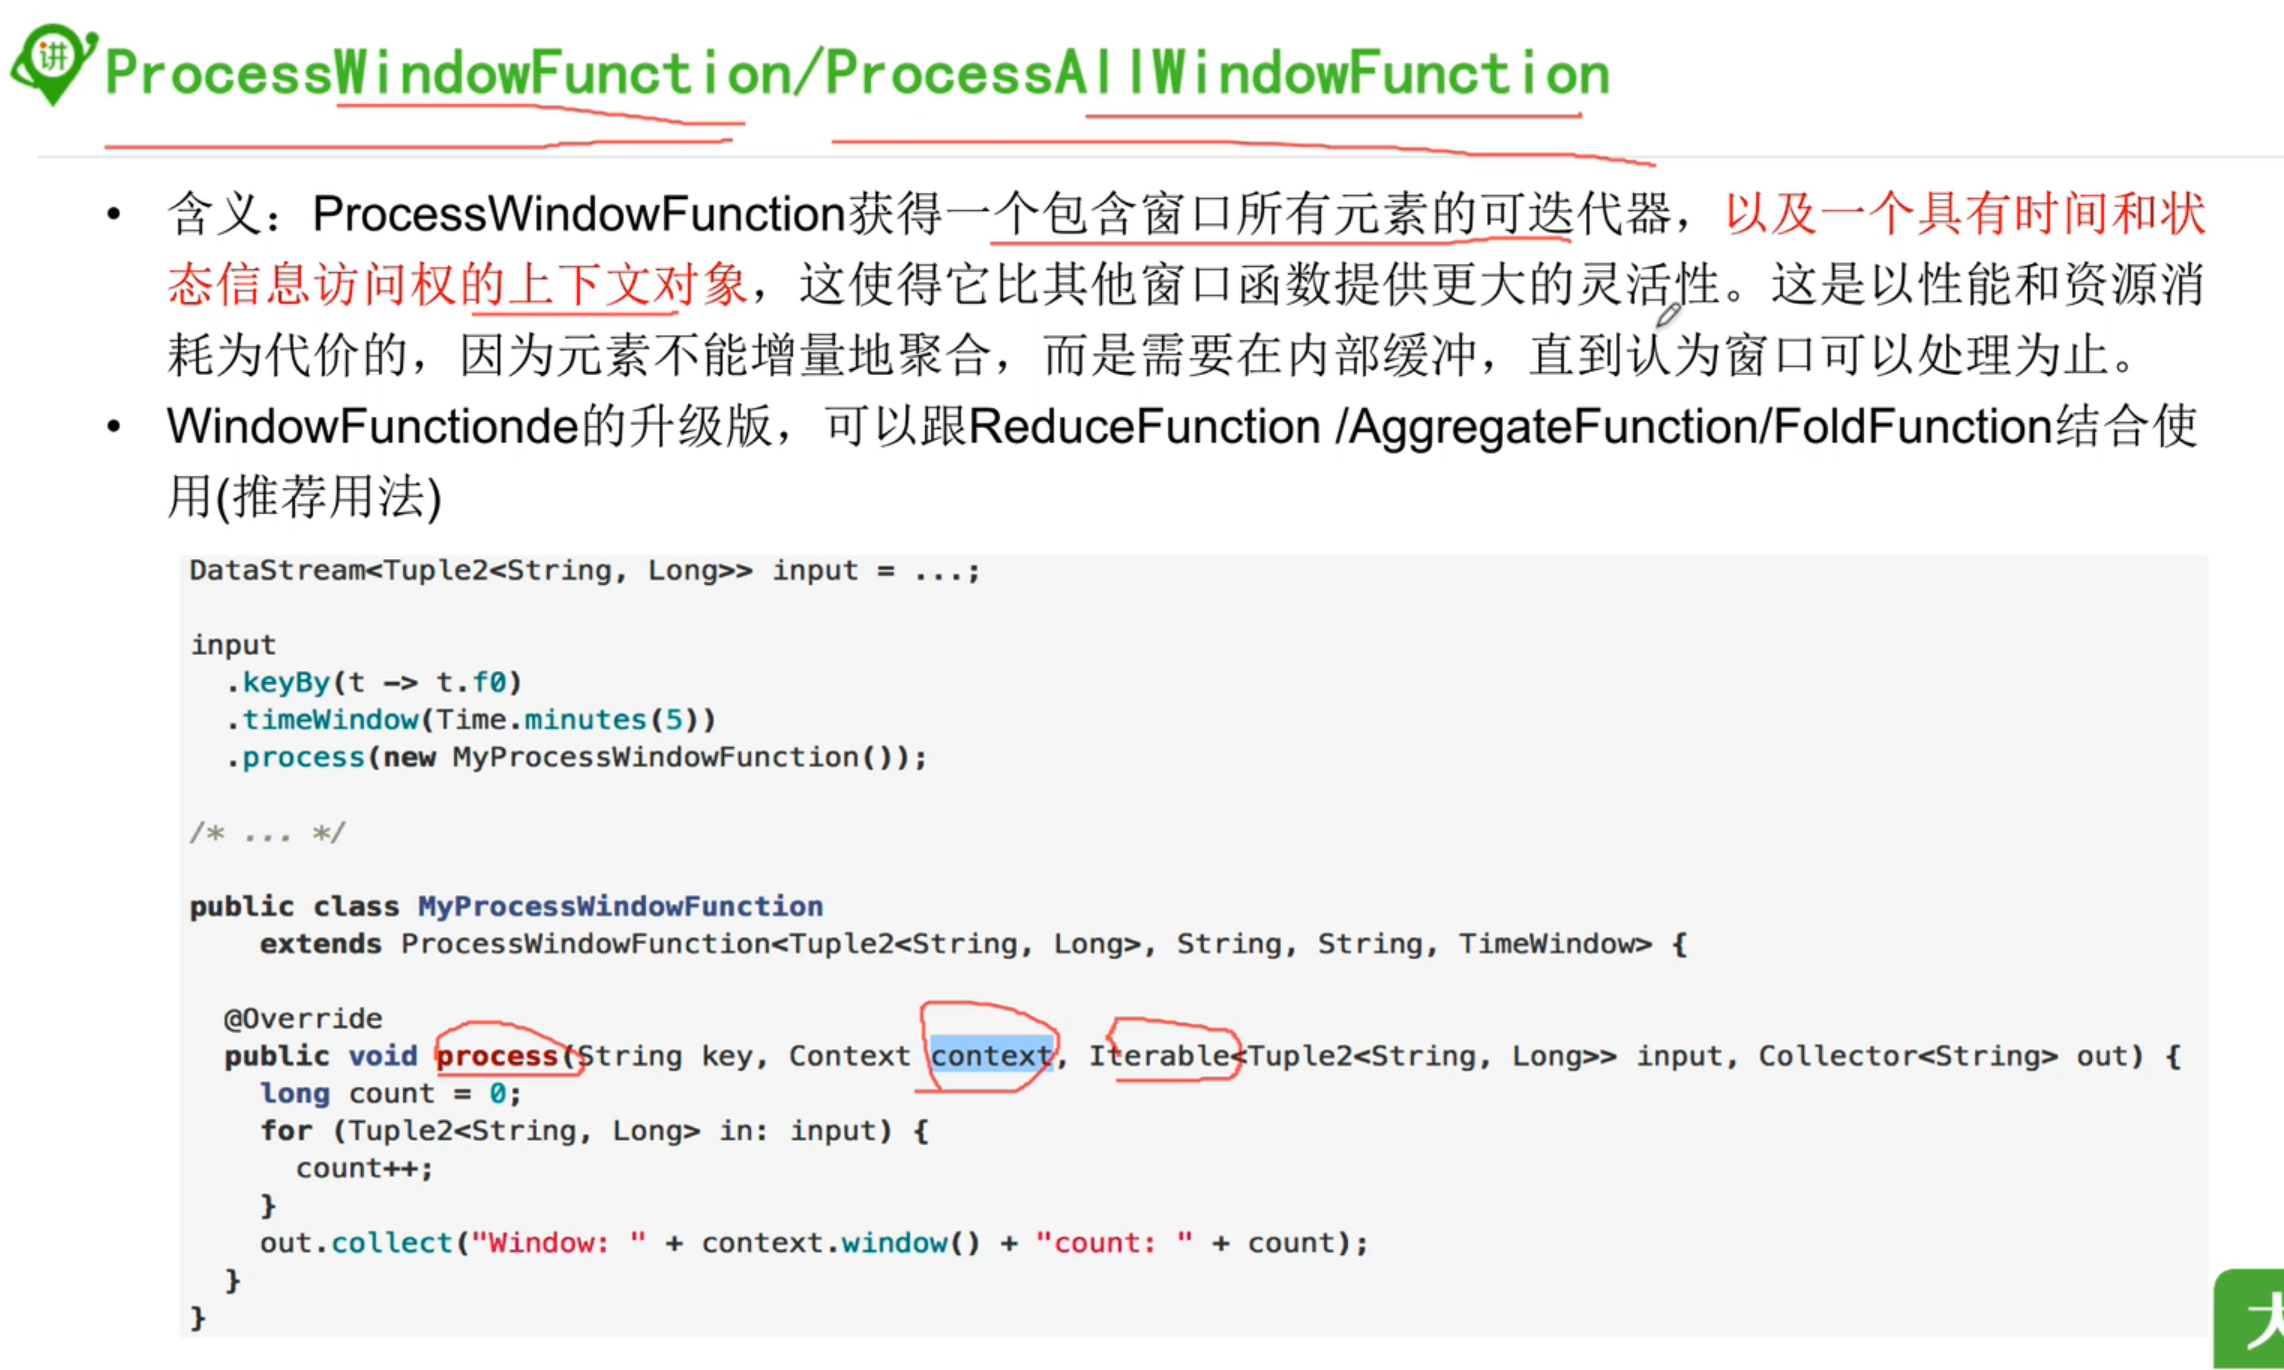 讲
ProcessWindowFunction/ProcessAllWindowFunction
• 含义：ProcessWindowFunction获得一个包含窗口所有元素的可迭代器，以及一个具有时间和状
态信息访问权的上下文对象，这使得它比其他窗口函数提供更大的灵活性。这是以性能和资源消
耗为代价的，因为元素不能增量地聚合，而是需要在内部缓冲，直到认为窗口可以处理为止。
• WindowFunctionde的升级版，可以跟ReduceFunction /AggregateFunction/FoldFunction结合使
用(推荐用法)
DataStream<Tuple2<String, Long>> input = ...;
input
.keyBy(t -> t.f0)
.timeWindow(Time.minutes(5))
.process(new MyProcessWindowFunction());
/* ... */
public class MyProcessWindowFunction
extends ProcessWindowFunction<Tuple2<String, Long>, String, String, TimeWindow> {
@Override
public void process(String key, Context context, Iterable<Tuple2<String, Long>> input, Collector<String> out) {
long count = 0;
for (Tuple2<String, Long> in: input) {
count++;
}
out.collect("Window: " + context.window() + "count: " + count);
}
}